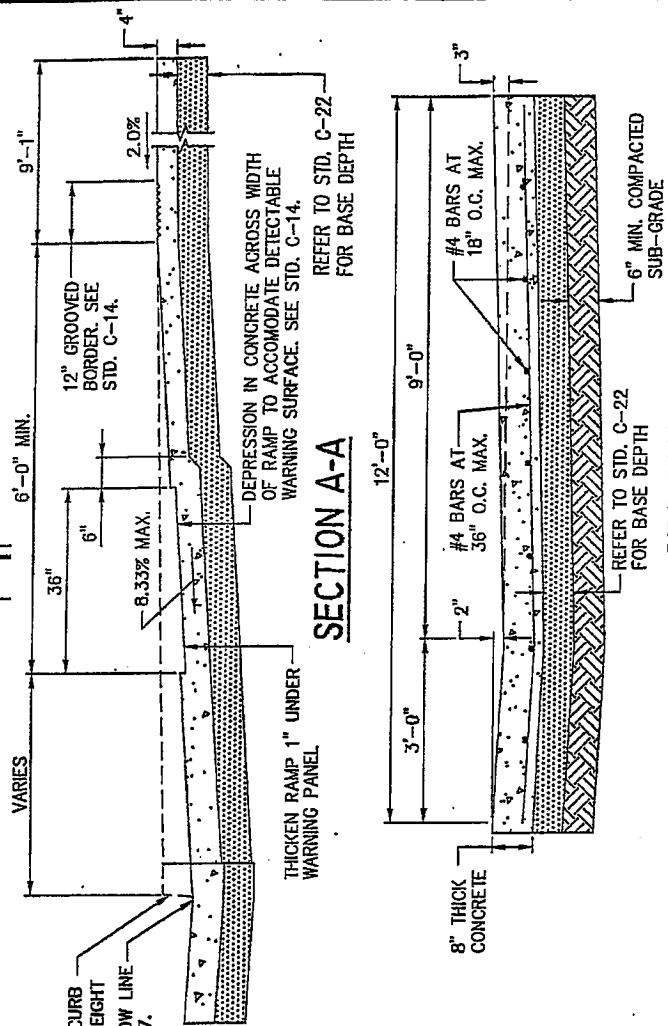 4"
9'-1"
2.0%
6'-0" MIN.
12" GROOVED
BORDER. SEE
STD. C-14.
DEPRESSION IN CONCRETE ACROSS WIDTH
OF RAMP TO ACCOMODATE DETECTABLE
WARNING SURFACE. SEE STD. C-14.
REFER TO STD. C-22
FOR BASE DEPTH
6"
36"
8.33% MAX.
SECTION A-A
VARIES
THICKEN RAMP 1" UNDER
WARNING PANEL
CURB
EIGHT
OW LINE
3"
12'-0"
9'-0"
#4 BARS AT
18" O.C. MAX.
#4 BARS AT
36" O.C. MAX.
2"
3'-0"
8" THICK
CONCRETE
REFER TO STD. C-22
FOR BASE DEPTH
6" MIN. COMPACTED
SUB-GRADE